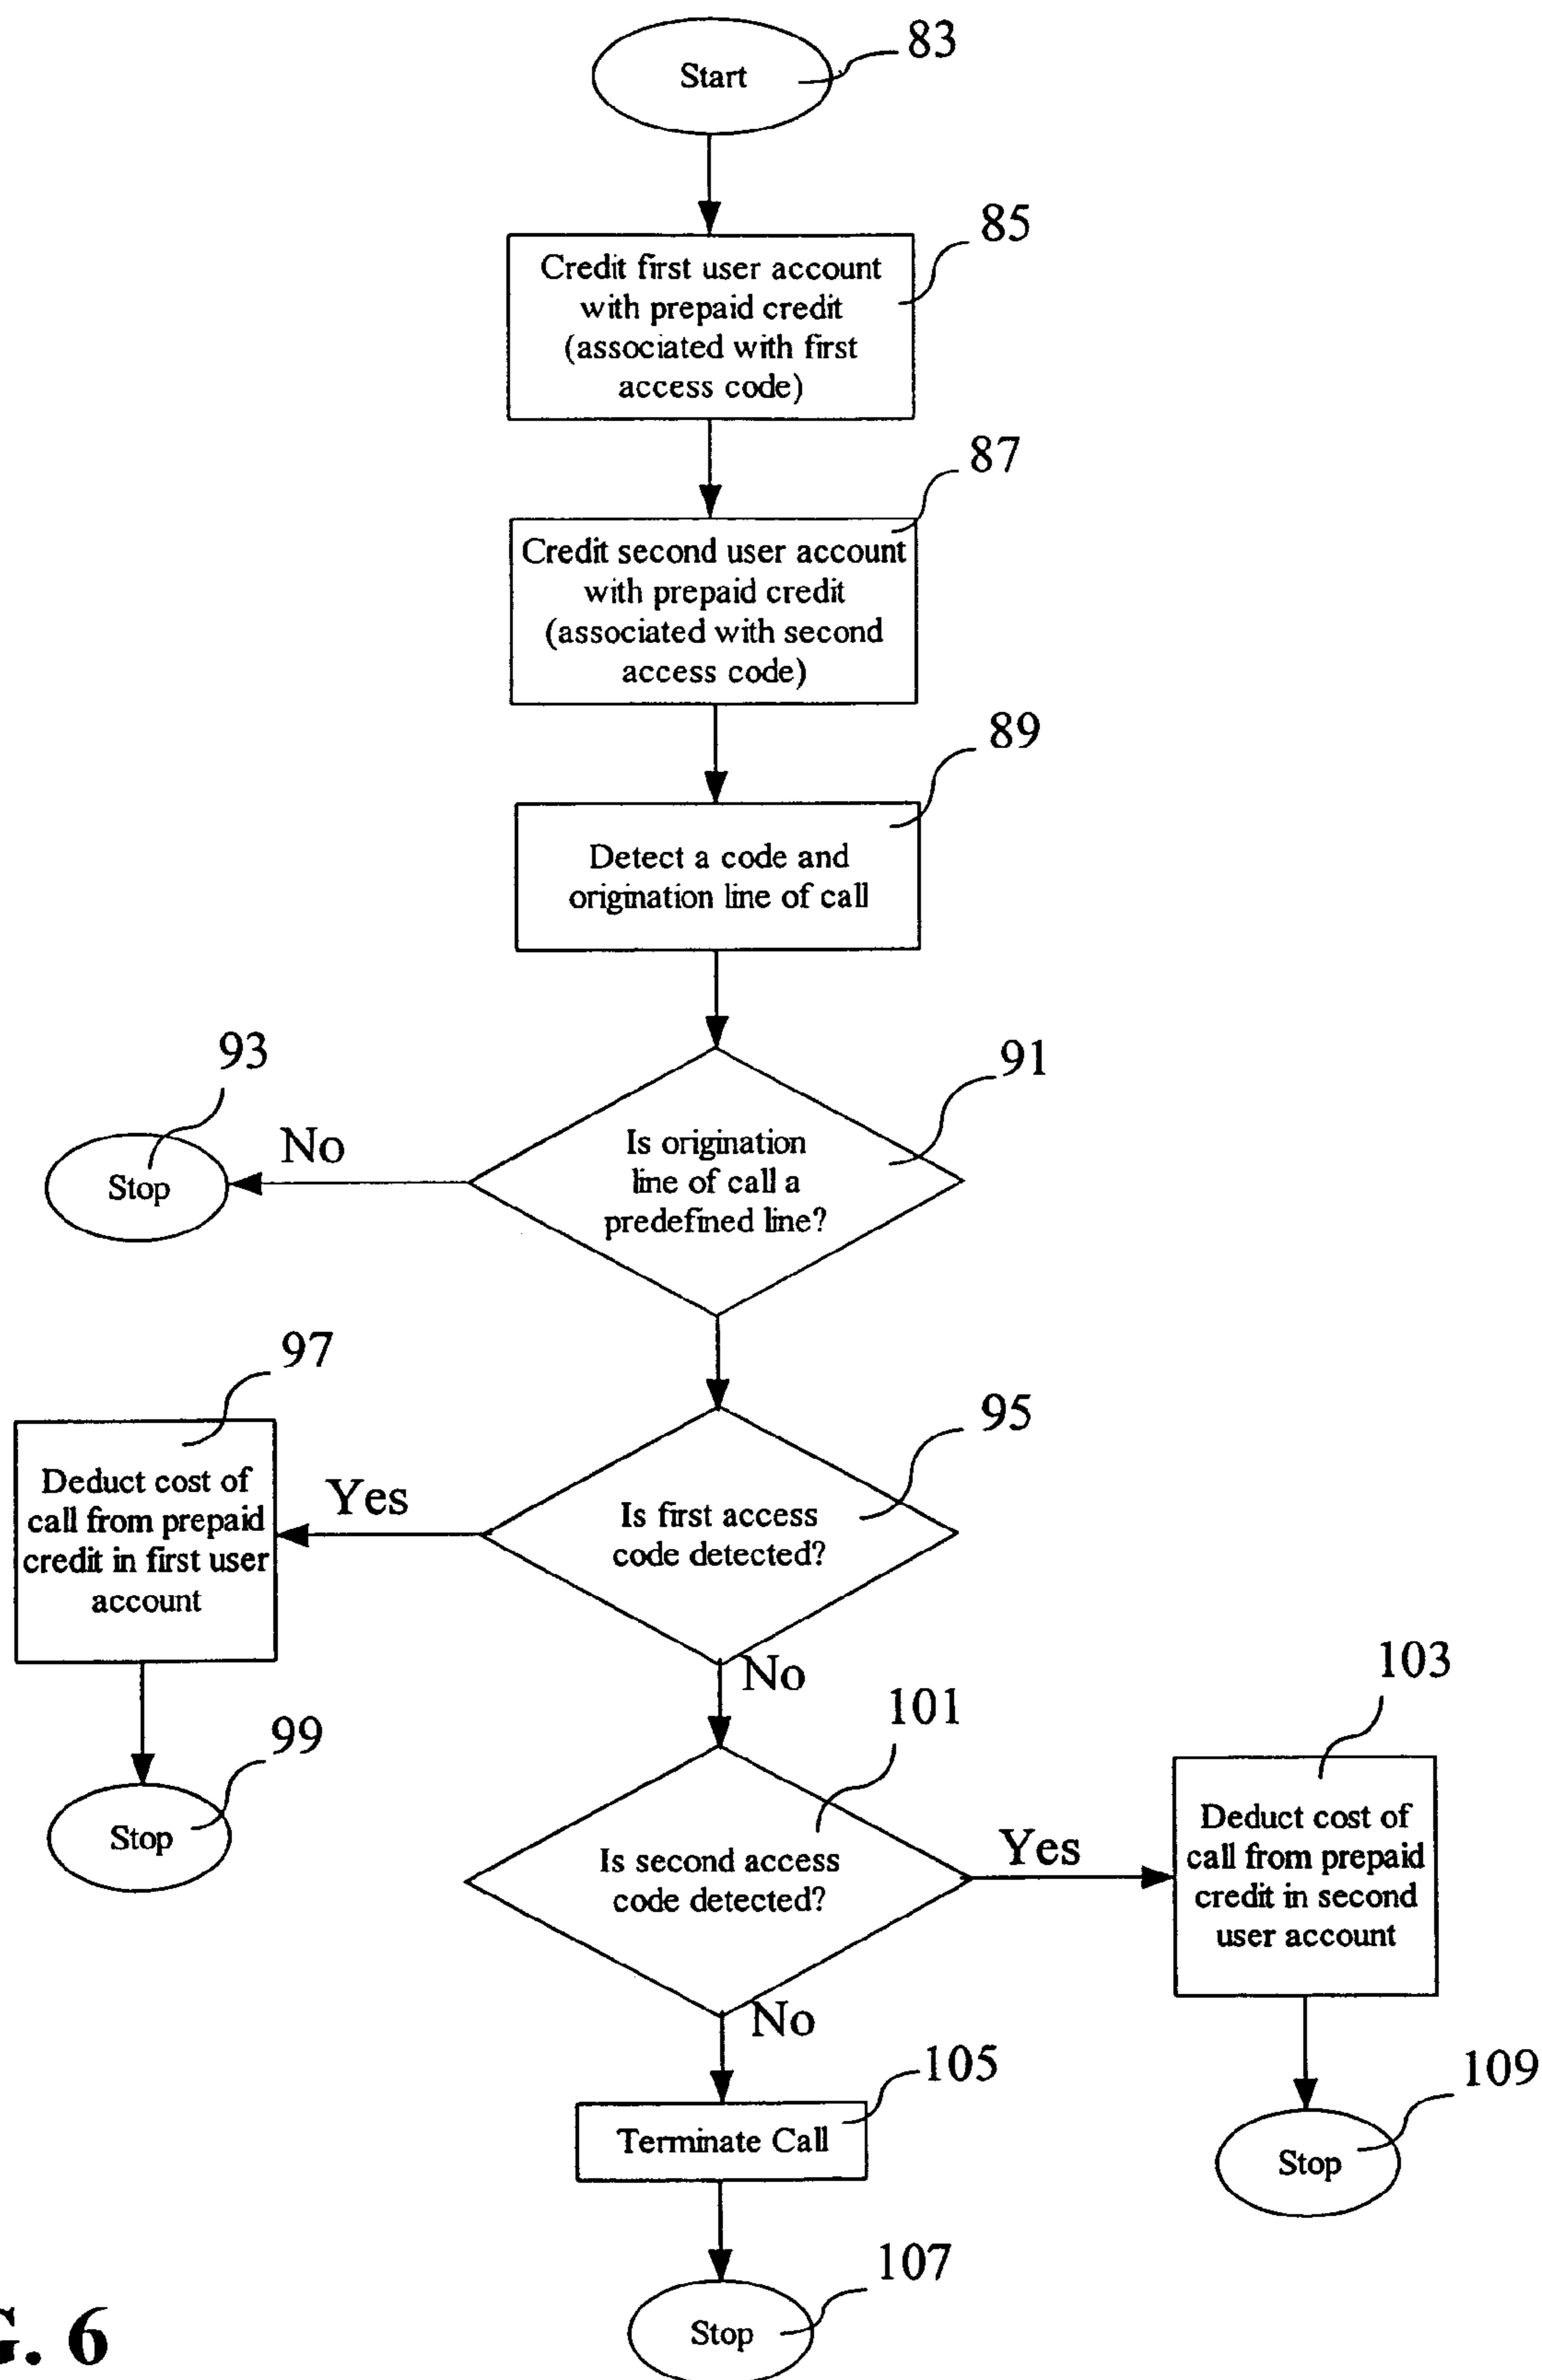 83
Start
85
Credit first user account
with prepaid credit
(associated with first
access code)
87
Credit second user account
with prepaid credit
(associated with second
access code)
89
Detect a code and
origination line of call
91
Is origination
line of call a
predefined line?
No
93
Stop
95
Is first access
code detected?
Yes
97
Deduct cost of
call from prepaid
credit in first user
account
99
Stop
No
101
Is second access
code detected?
Yes
103
Deduct cost of
call from prepaid
credit in second
user account
109
Stop
No
105
Terminate Call
107
Stop
G. 6